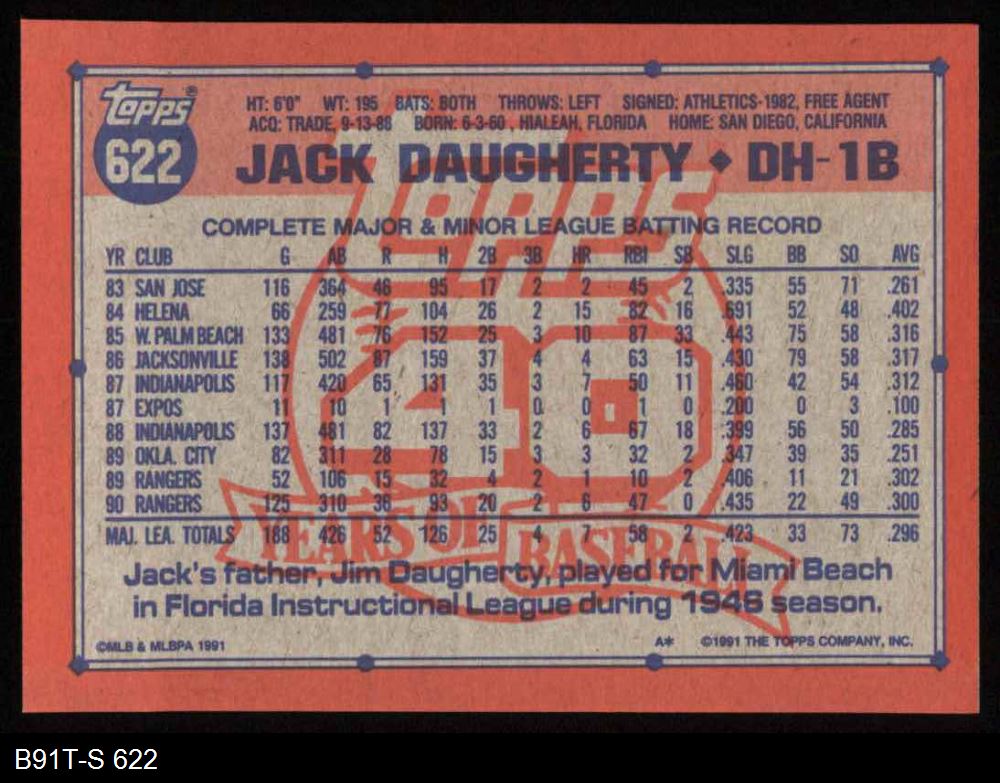 Topps®
622
HT: 6'0" WT: 195 BATS: BOTH THROWS: LEFT SIGNED: ATHLETICS-1982, FREE AGENT
ACQ: TRADE, 9-13-88 BORN: 6-3-60 , HIALEAH, FLORIDA HOME: SAN DIEGO, CALIFORNIA
JACK DAUGHERTY ◆ DH-1B
COMPLETE MAJOR & MINOR LEAGUE BATTING RECORD
YR CLUB G AB R H 2B 3B HR RBI SB SLG BB SO AVG
83 SAN JOSE 116 364 46 95 17 2 2 45 2 .335 55 71 .261
84 HELENA 66 259 77 104 26 2 15 82 16 .691 52 48 .402
85 W. PALM BEACH 133 481 76 152 25 3 10 87 33 .443 75 58 .316
86 JACKSONVILLE 138 502 87 159 37 4 4 63 15 .430 79 58 .317
87 INDIANAPOLIS 117 420 65 131 35 3 7 50 11 .460 42 54 .312
87 EXPOS 11 10 1 1 1 0 0 1 0 .200 0 3 .100
88 INDIANAPOLIS 137 481 82 137 33 2 6 67 18 .399 56 50 .285
89 OKLA. CITY 82 311 28 78 15 3 3 32 2 .347 39 35 .251
89 RANGERS 52 106 15 32 4 2 1 10 2 .406 11 21 .302
90 RANGERS 125 310 36 93 20 2 6 47 0 .435 22 49 .300
MAJ. LEA. TOTALS 188 426 52 126 25 4 7 58 2 .423 33 73 .296
Topps
40
YEARS OF BASEBALL
Jack's father, Jim Daugherty, played for Miami Beach
in Florida Instructional League during 1946 season.
©MLB & MLBPA 1991 A* ©1991 THE TOPPS COMPANY, INC.
B91T-S 622